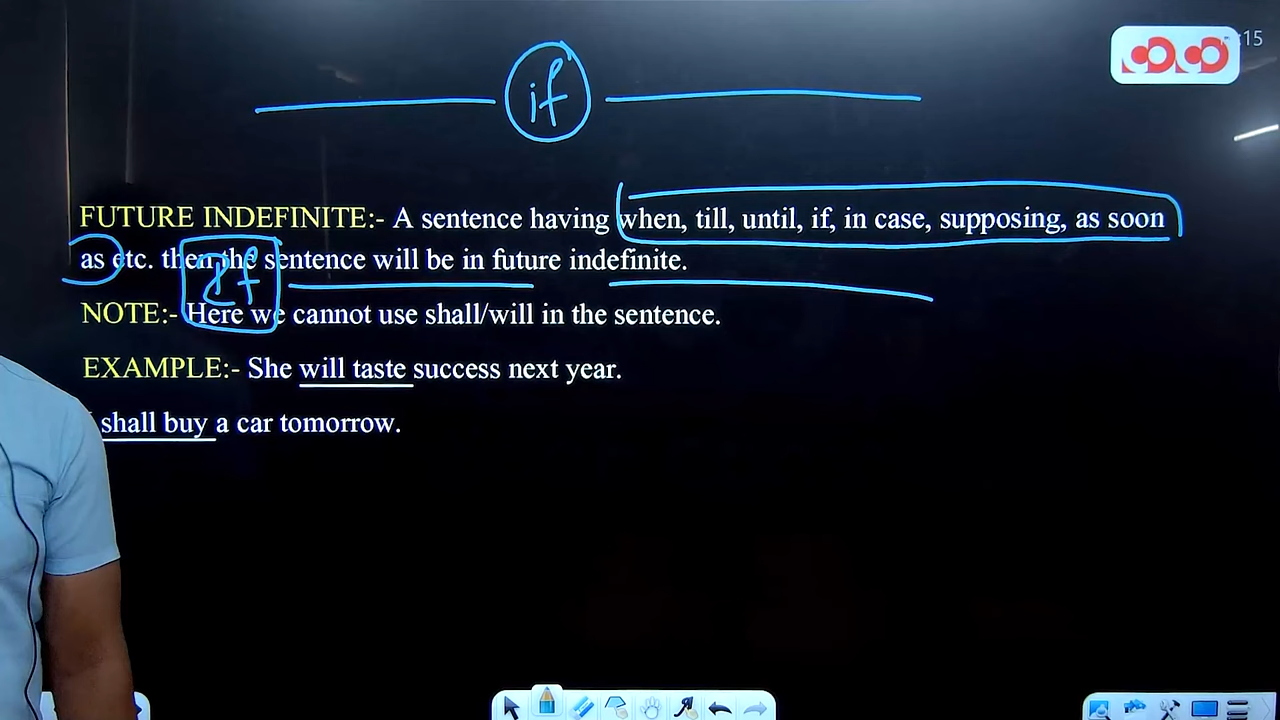 :15
if
FUTURE INDEFINITE:- A sentence having when, till, until, if, in case, supposing, as soon
as etc. then the sentence will be in future indefinite.
If
NOTE:- Here we cannot use shall/will in the sentence.
EXAMPLE:- She will taste success next year.
shall buy a car tomorrow.